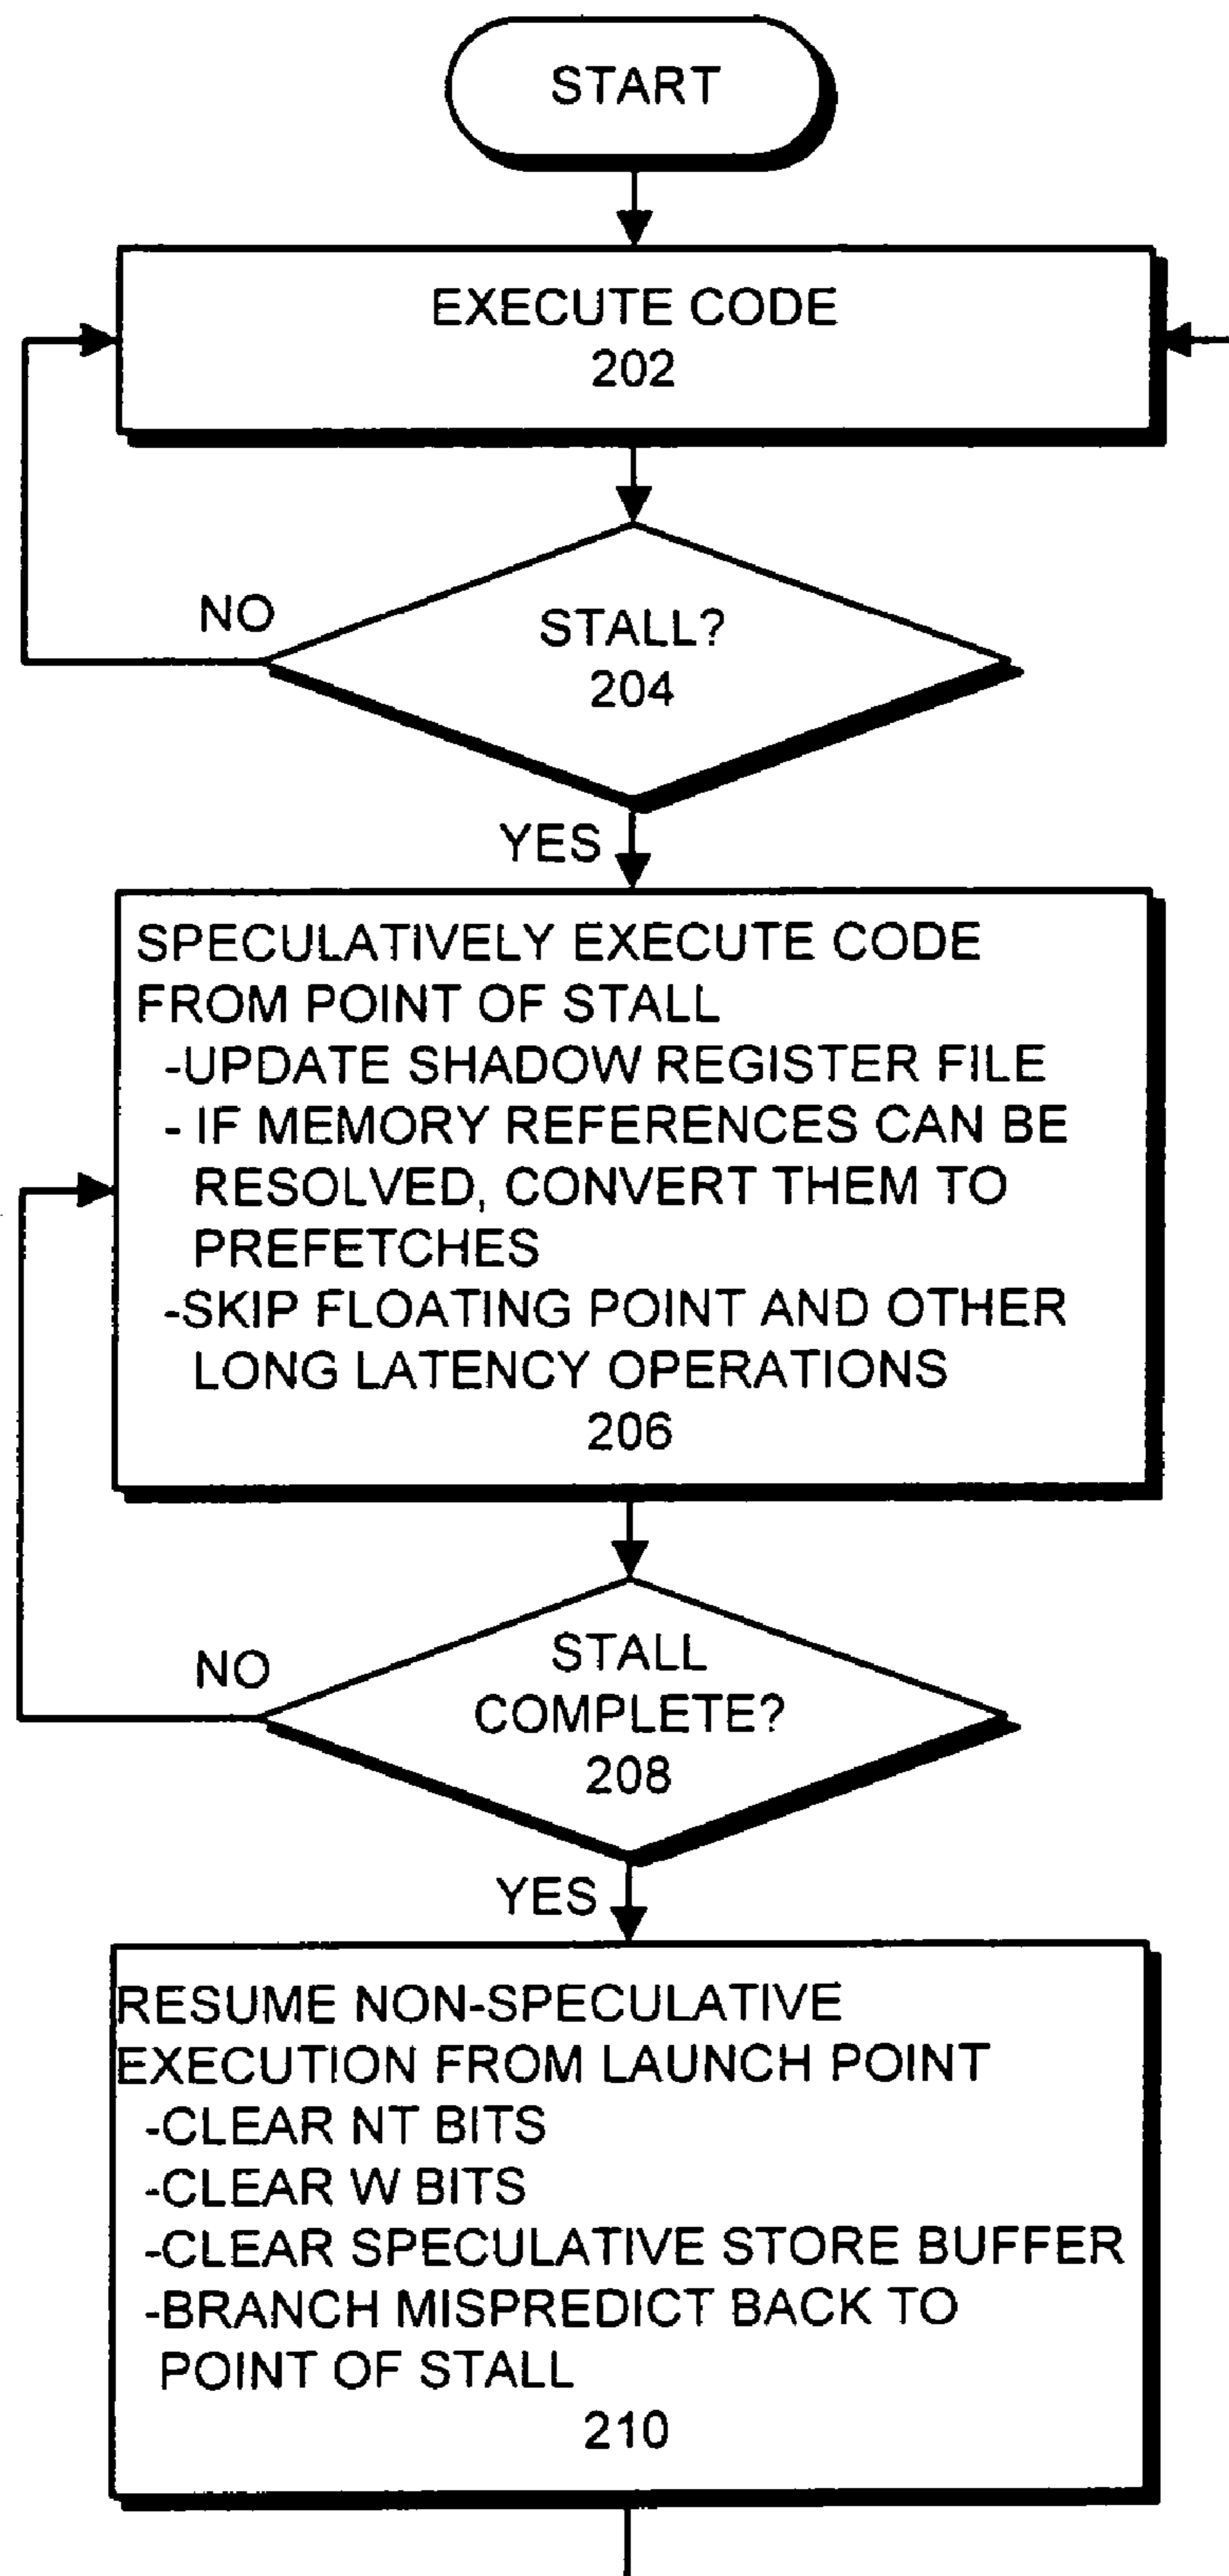 START
EXECUTE CODE
202
NO
STALL?
204
YES
SPECULATIVELY EXECUTE CODE
FROM POINT OF STALL
-UPDATE SHADOW REGISTER FILE
- IF MEMORY REFERENCES CAN BE
RESOLVED, CONVERT THEM TO
PREFETCHES
-SKIP FLOATING POINT AND OTHER
LONG LATENCY OPERATIONS
206
NO
STALL
COMPLETE?
208
YES
RESUME NON-SPECULATIVE
EXECUTION FROM LAUNCH POINT
-CLEAR NT BITS
-CLEAR W BITS
-CLEAR SPECULATIVE STORE BUFFER
-BRANCH MISPREDICT BACK TO
POINT OF STALL
210